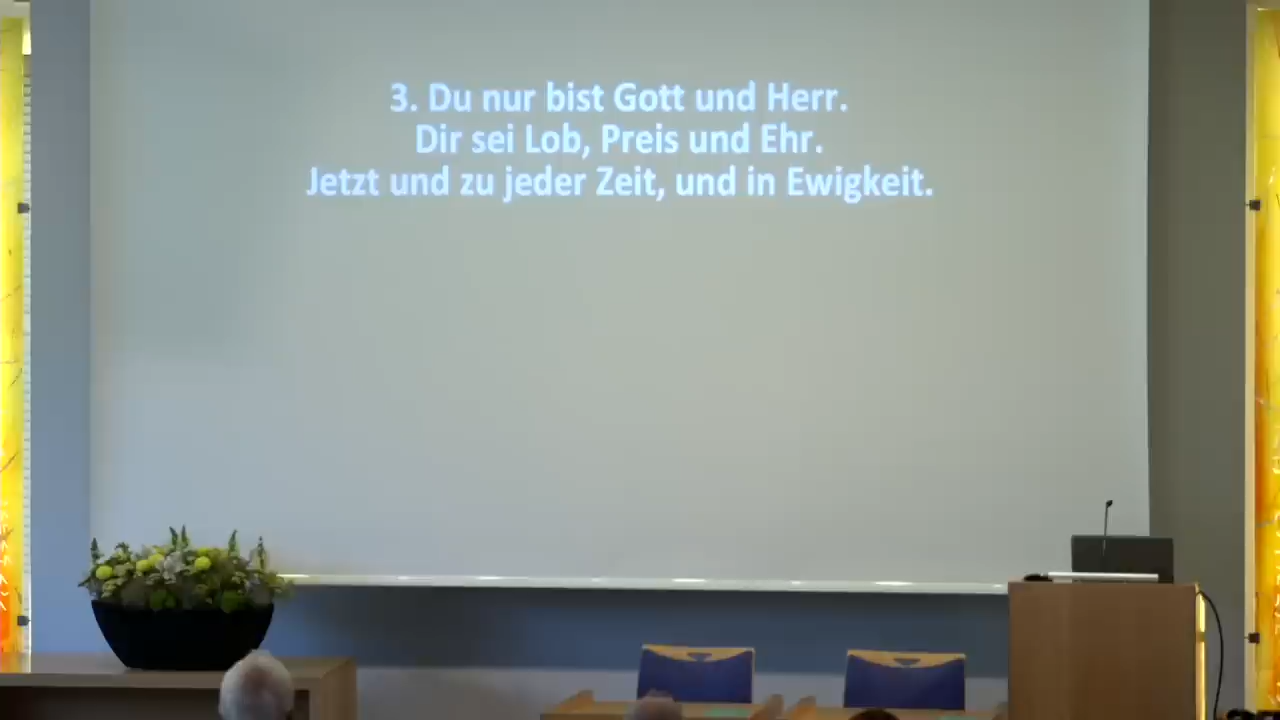 3. Du nur bist Gott und Herr.
Dir sei Lob, Preis und Ehr.
Jetzt und zu jeder Zeit, und in Ewigkeit.